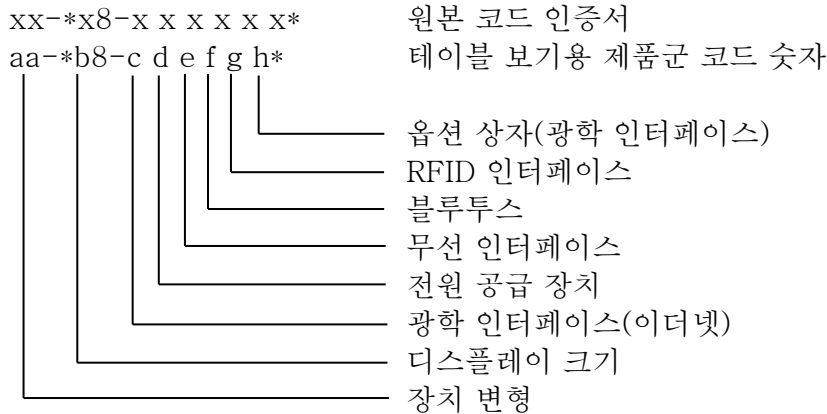 xx-*x8-x x x x x x* 원본 코드 인증서
aa-*b8-c d e f g h* 테이블 보기용 제품군 코드 숫자
옵션 상자(광학 인터페이스)
RFID 인터페이스
블루투스
무선 인터페이스
전원 공급 장치
광학 인터페이스(이더넷)
디스플레이 크기
장치 변형